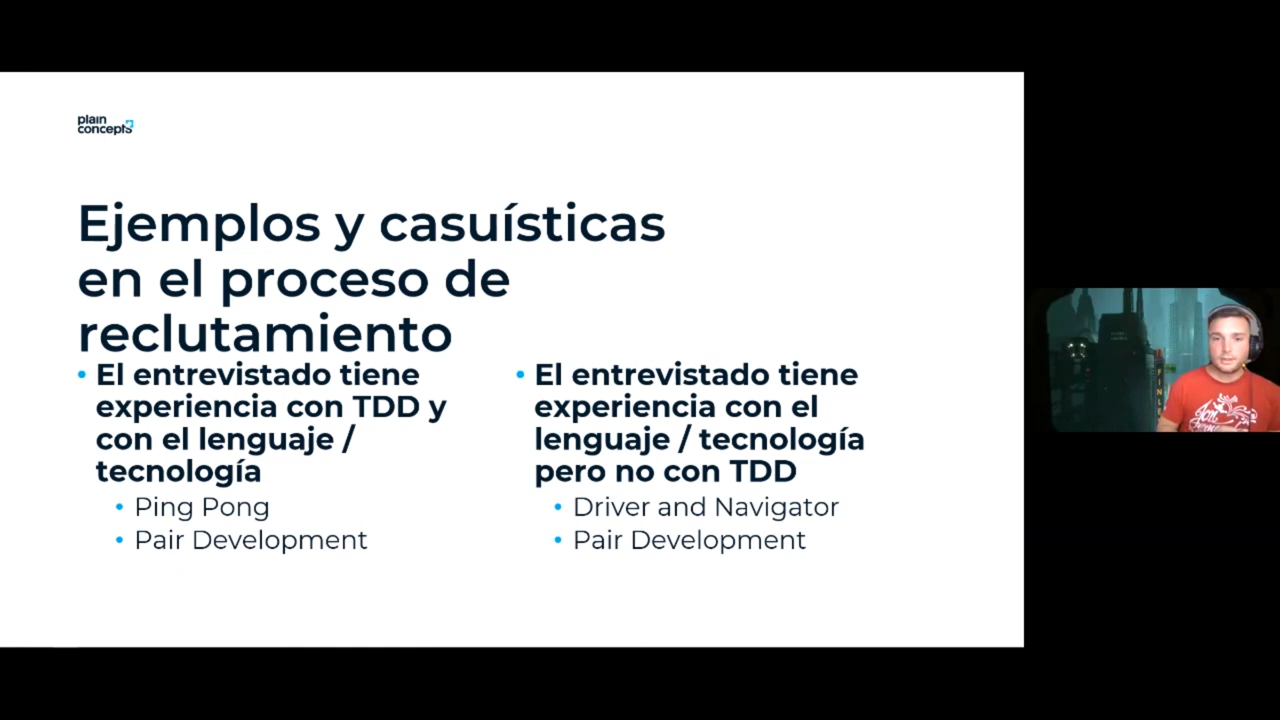 plain
concepts
Ejemplos y casuísticas
en el proceso de
reclutamiento
• El entrevistado tiene
experiencia con TDD y
con el lenguaje /
tecnología
• Ping Pong
• Pair Development
• El entrevistado tiene
experiencia con el
lenguaje / tecnología
pero no con TDD
• Driver and Navigator
• Pair Development